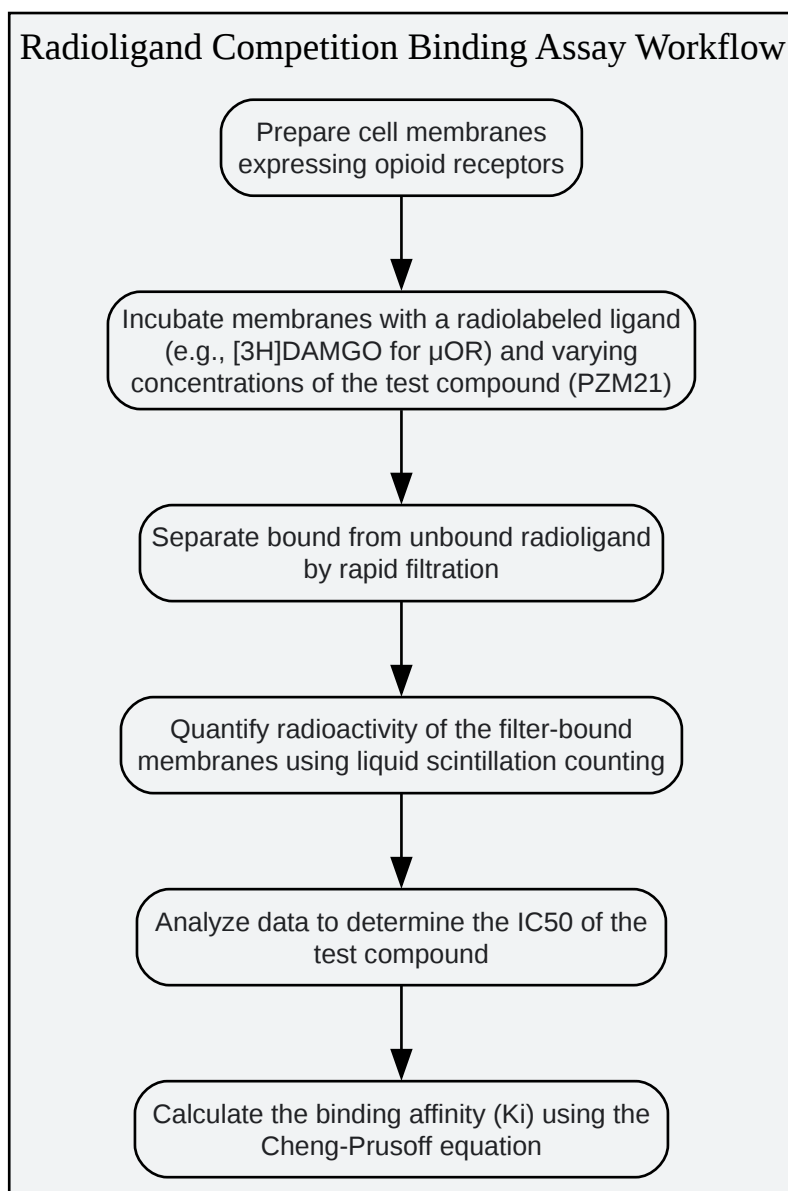 Radioligand Competition Binding Assay Workflow
Prepare cell membranes
expressing opioid receptors
Incubate membranes with a radiolabeled ligand
(e.g., [3H]DAMGO for μOR) and varying
concentrations of the test compound (PZM21)
Separate bound from unbound radioligand
by rapid filtration
Quantify radioactivity of the filter-bound
membranes using liquid scintillation counting
Analyze data to determine the IC50 of the
test compound
Calculate the binding affinity (Ki) using the
Cheng-Prusoff equation